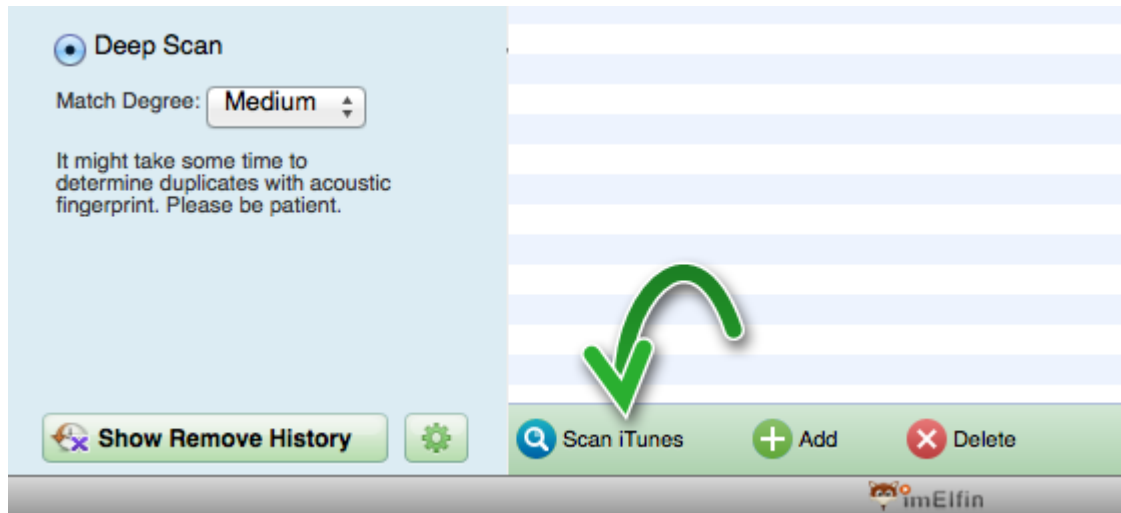 Deep Scan
Match Degree: Medium
It might take some time to
determine duplicates with acoustic
fingerprint. Please be patient.
Show Remove History
Scan iTunes
Add
Delete
imElfin